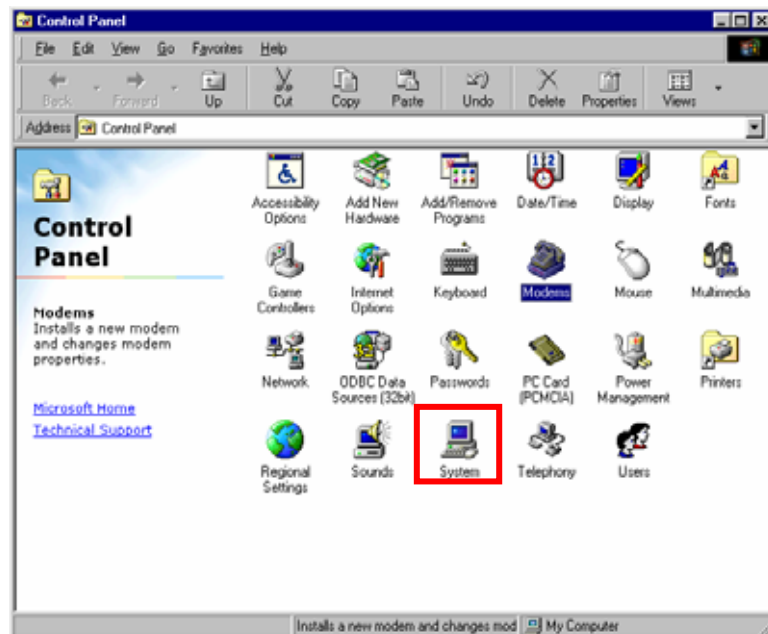 Control Panel
File Edit View Go Favorites Help
Back Forward Up Cut Copy Paste Undo Delete Properties Views
Address Control Panel
Control
Panel
Modems
Installs a new modem
and changes modem
properties.
Microsoft Home
Technical Support
Accessibility
Options
Add New
Hardware
Add/Remove
Programs
Date/Time
Display
Fonts
Game
Controllers
Internet
Options
Keyboard
Modems
Mouse
Multimedia
Network
ODBC Data
Sources (32bit)
Passwords
PC Card
(PCMCIA)
Power
Management
Printers
Regional
Settings
Sounds
System
Telephony
Users
Installs a new modem and changes mod My Computer